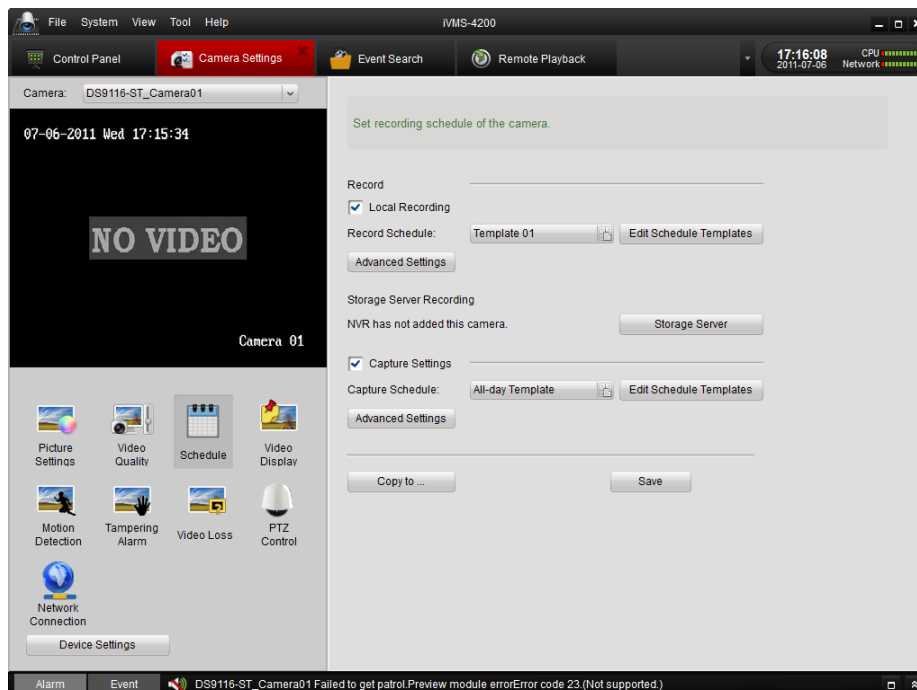 File System View Tool Help iVMS-4200
Control Panel Camera Settings Event Search Remote Playback 17:16:08 CPU
2011-07-06 Network
Camera: DS9116-ST_Camera01
07-06-2011 Wed 17:15:34
NO VIDEO
Camera 01
Picture Settings
Video Quality
Schedule
Video Display
Motion Detection
Tampering Alarm
Video Loss
PTZ Control
Network Connection
Device Settings
Set recording schedule of the camera.
Record
Local Recording
Record Schedule: Template 01 Edit Schedule Templates
Advanced Settings
Storage Server Recording
NVR has not added this camera. Storage Server
Capture Settings
Capture Schedule: All-day Template Edit Schedule Templates
Advanced Settings
Copy to ... Save
Alarm Event DS9116-ST_Camera01 Failed to get patrol.Preview module errorError code 23.(Not supported.)